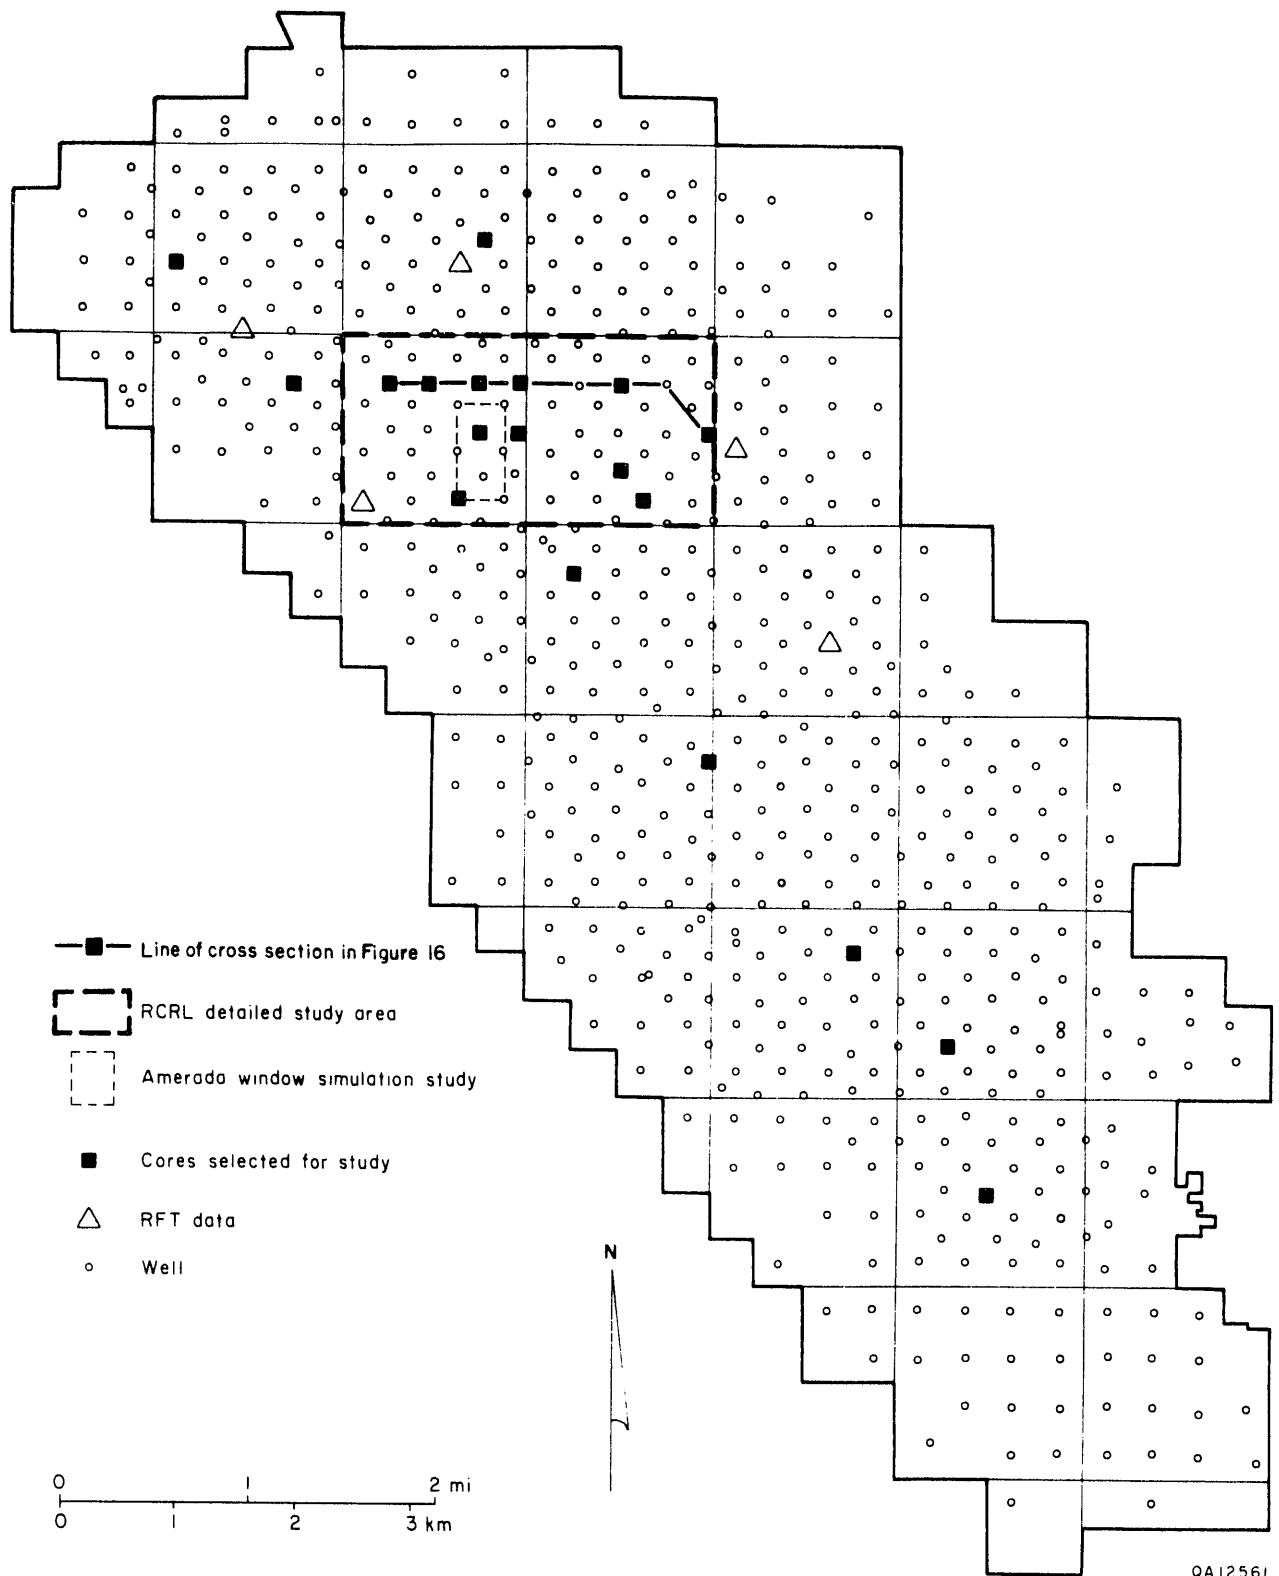 Line of cross section in Figure 16
RCRL detailed study area
Amerada window simulation study
Cores selected for study
RFT data
Well
N
0 1 2 mi
0 1 2 3 km
QA12561